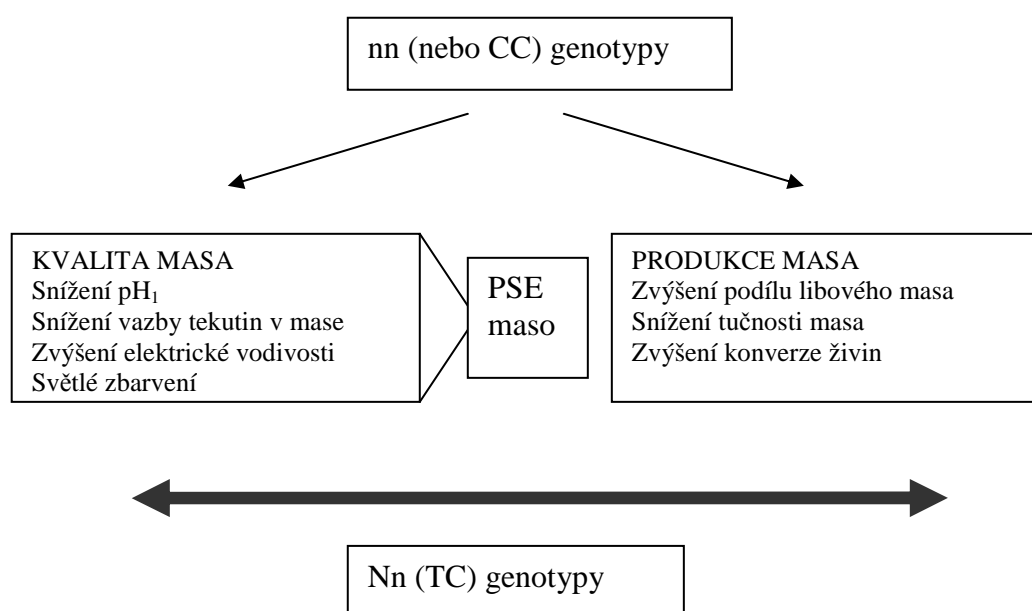 nn (nebo CC) genotypy
KVALITA MASA
Snížení pH₁
Snížení vazby tekutin v mase
Zvýšení elektrické vodivosti
Světlé zbarvení
PSE
maso
PRODUKCE MASA
Zvýšení podílu libového masa
Snížení tučnosti masa
Zvýšení konverze živin
Nn (TC) genotypy